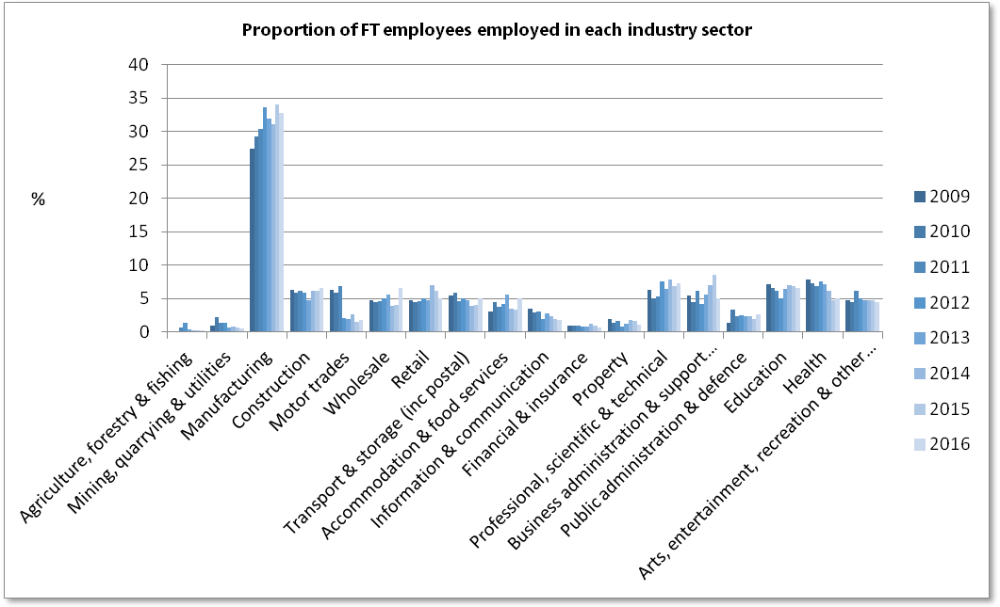 Proportion of FT employees employed in each industry sector
40
35
30
25
20
15
10
5
0
%
Agriculture, forestry & fishing
Mining, quarrying & utilities
Manufacturing
Construction
Motor trades
Wholesale
Retail
Transport & storage (inc postal)
Accommodation & food services
Information & communication
Financial & insurance
Property
Professional, scientific & technical
Business administration & support...
Public administration & defence
Education
Health
Arts, entertainment, recreation & other...
2009
2010
2011
2012
2013
2014
2015
2016